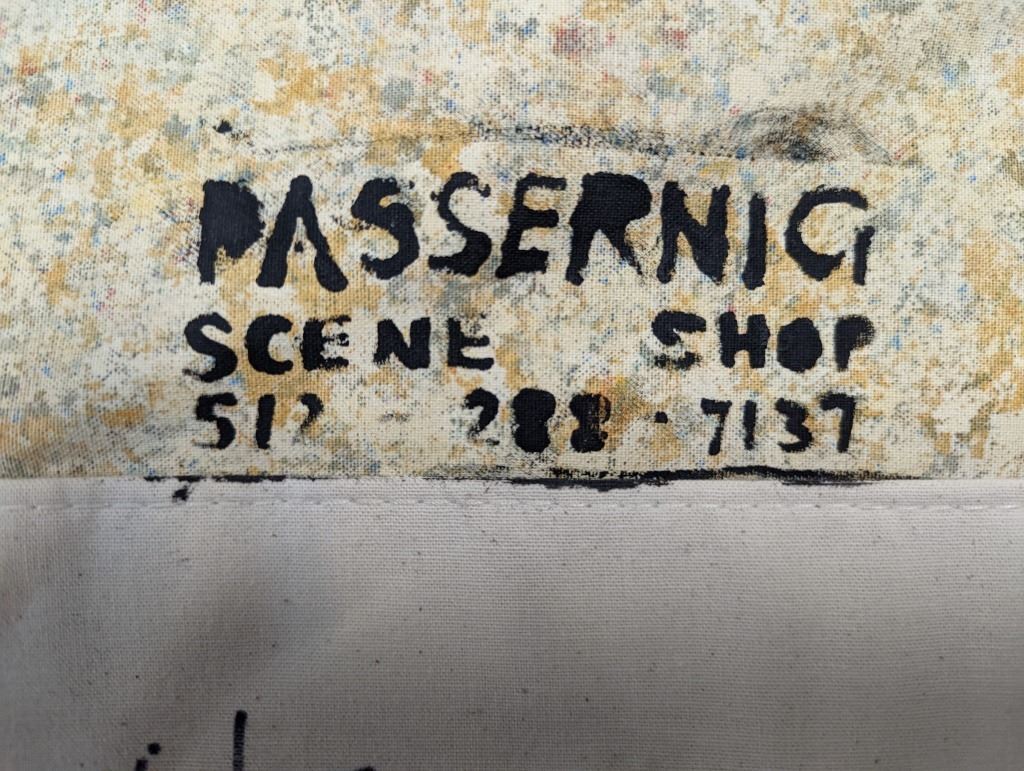 PASSERNIG
SCENE SHOP
512 288·7137